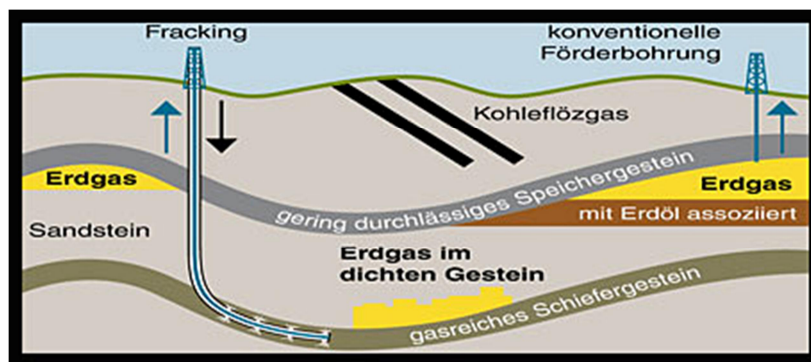 Fracking
konventionelle
Förderbohrung
Kohleflözgas
Erdgas
Erdgas
gering durchlässiges Speichergestein
mit Erdöl assoziiert
Sandstein
Erdgas im
dichten Gestein
gasreiches Schiefergestein